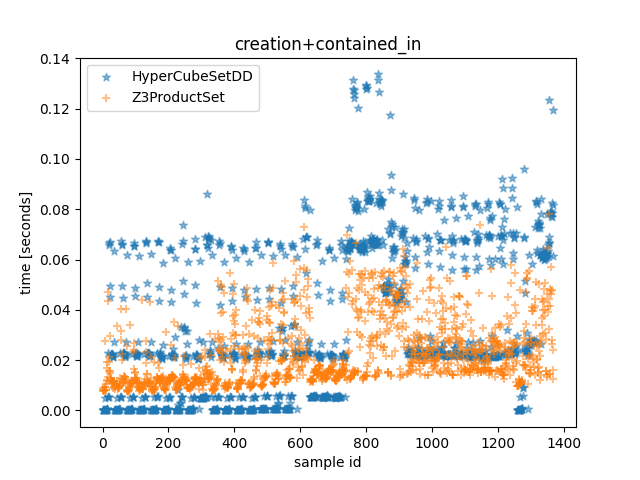 creation+contained_in
HyperCubeSetDD
Z3ProductSet
time [seconds]
0.14
0.12
0.10
0.08
0.06
0.04
0.02
0.00
0 200 400 600 800 1000 1200 1400
sample id